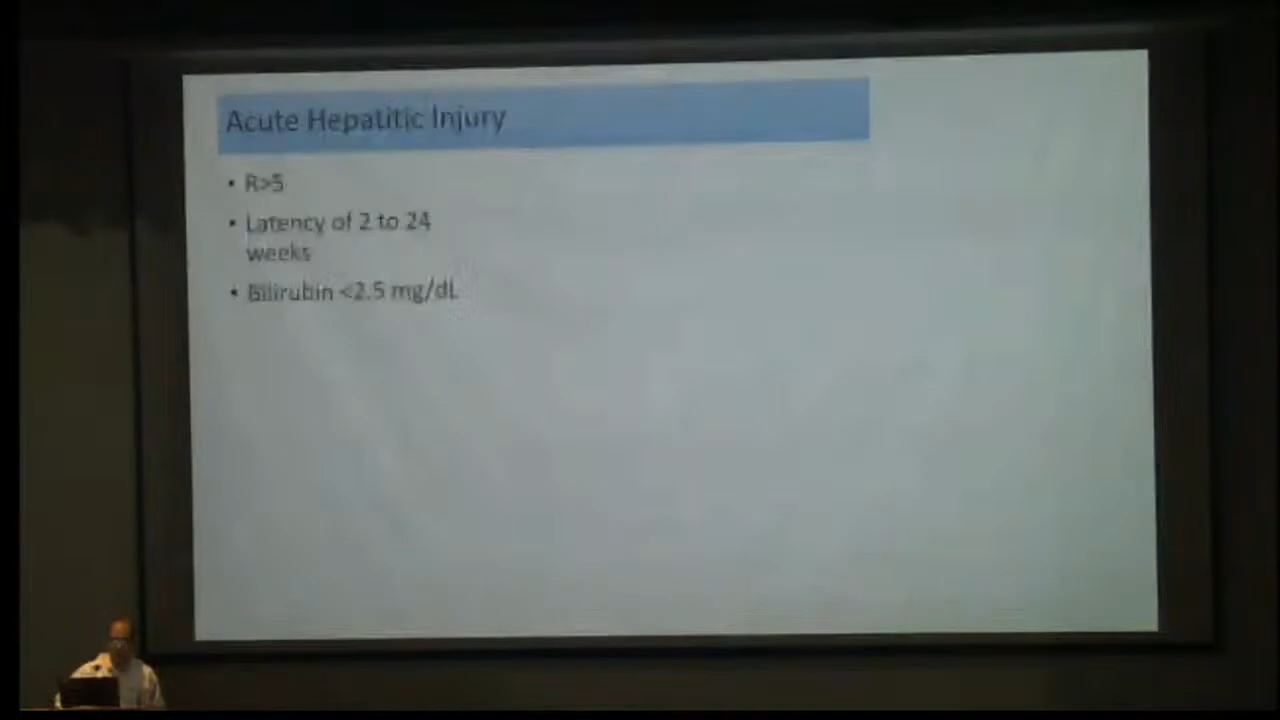 Acute Hepatitic Injury
• R>5
• Latency of 2 to 24
weeks
• Bilirubin <2.5 mg/dL